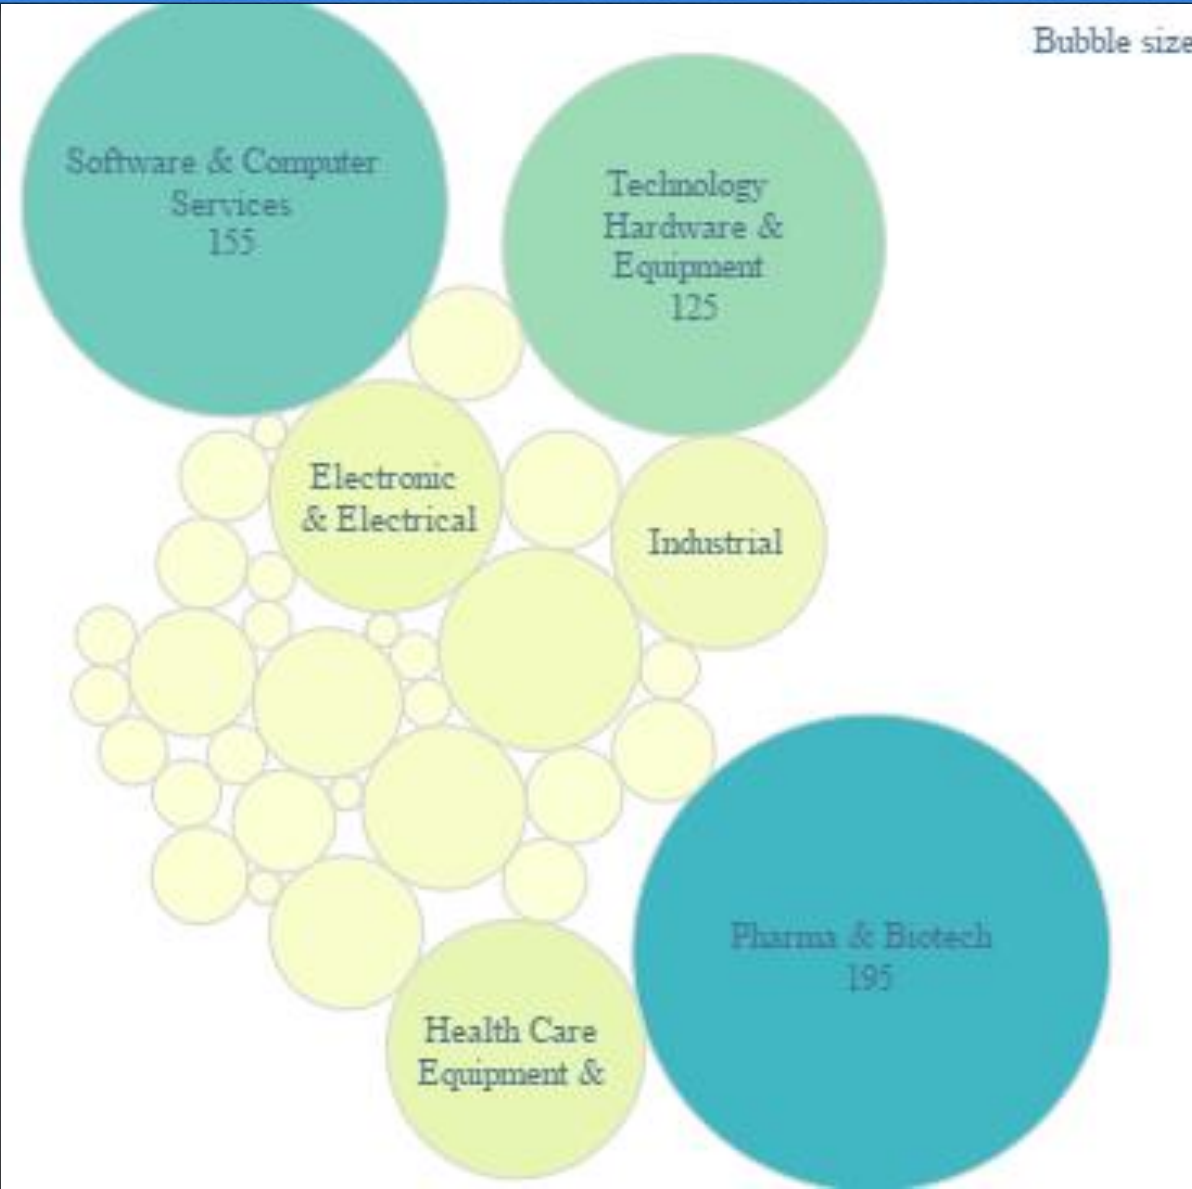 Bubble size
Software & Computer
Services
155
Technology
Hardware &
Equipment
125
Electronic
& Electrical
Industrial
Pharma & Biotech
195
Health Care
Equipment &